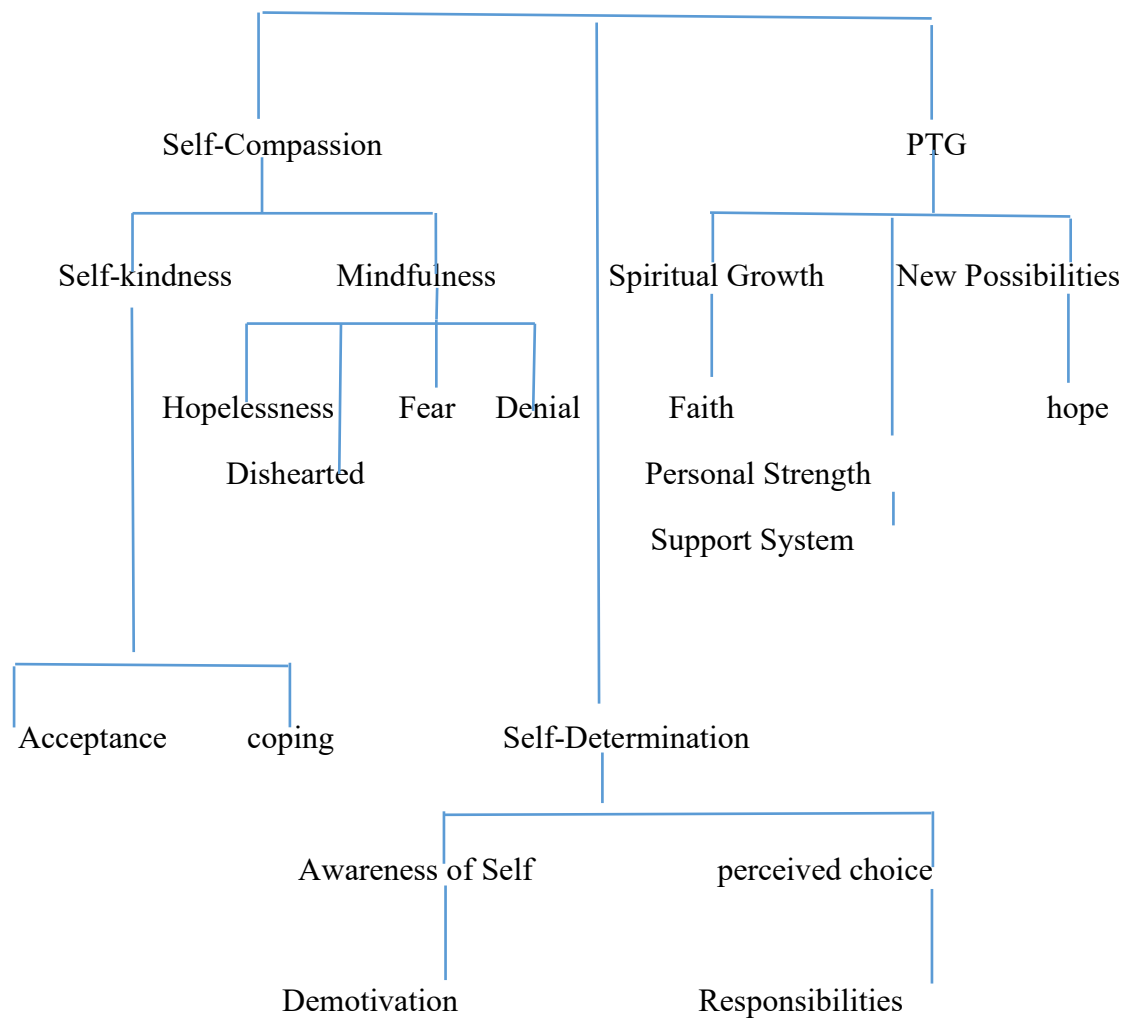 Self-Compassion PTG
Self-kindness Mindfulness Spiritual Growth New Possibilities
Hopelessness Fear Denial Faith hope
Dishearted Personal Strength
Support System
Acceptance coping Self-Determination
Awareness of Self perceived choice
Demotivation Responsibilities